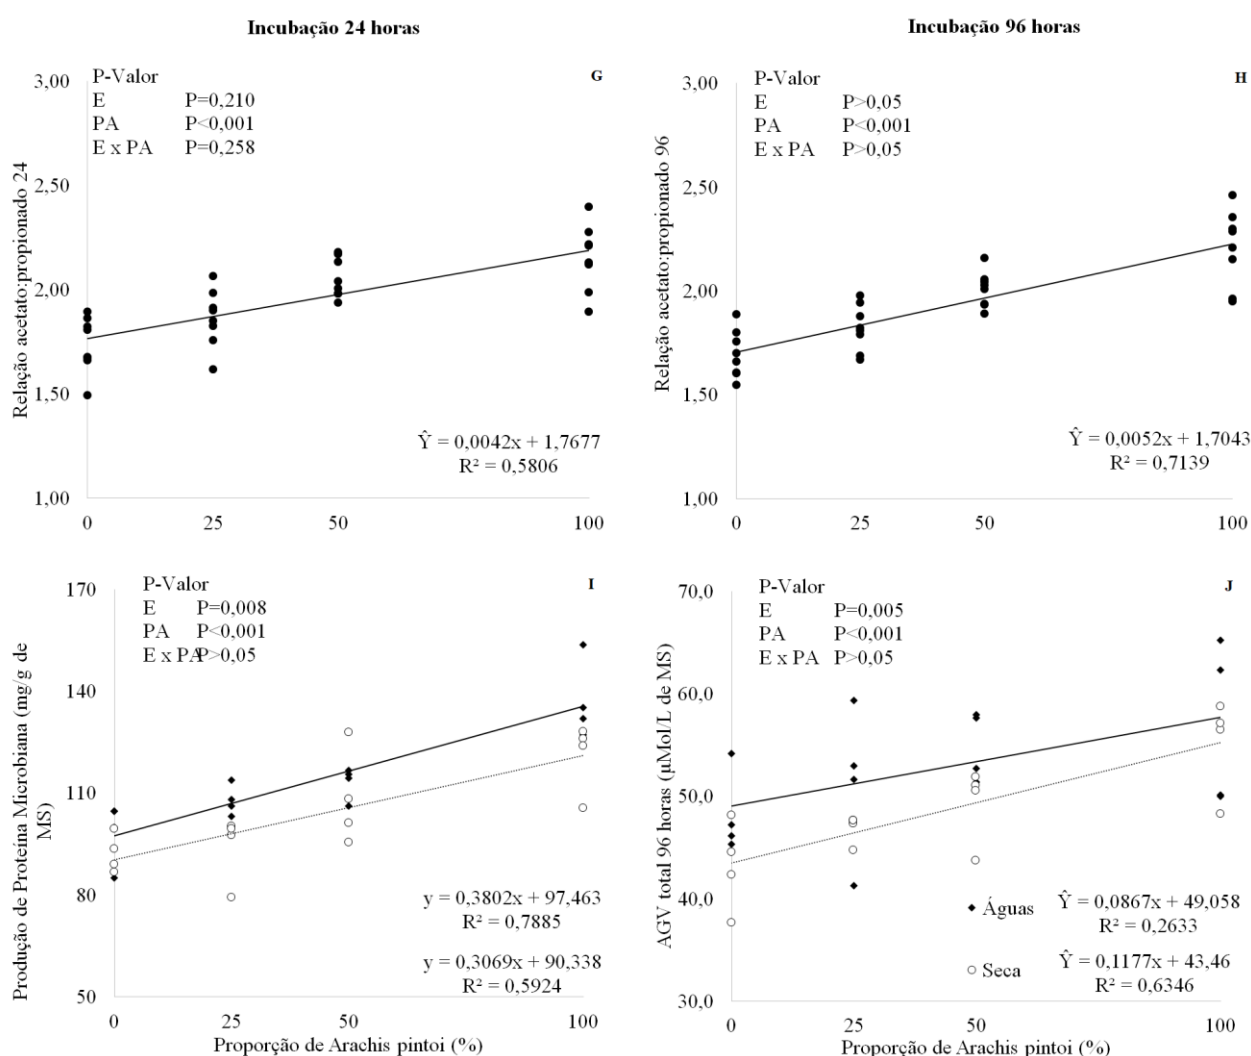 Incubação 24 horas
Incubação 96 horas
G
P-Valor
E P=0,210
PA P<0,001
E x PA P=0,258
Relação acetato:propionado 24
3,00
2,50
2,00
1,50
1,00
Ŷ = 0,0042x + 1,7677
R² = 0,5806
0 25 50 100
H
P-Valor
E P>0,05
PA P<0,001
E x PA P>0,05
Relação acetato:propionado 96
3,00
2,50
2,00
1,50
1,00
Ŷ = 0,0052x + 1,7043
R² = 0,7139
0 25 50 100
I
P-Valor
E P=0,008
PA P<0,001
E x PA P>0,05
Produção de Proteína Microbiana (mg/g de
MS)
170
140
110
80
50
y = 0,3802x + 97,463
R² = 0,7885
y = 0,3069x + 90,338
R² = 0,5924
0 25 50 100
Proporção de Arachis pintoi (%)
J
P-Valor
E P=0,005
PA P<0,001
E x PA P>0,05
AGV total 96 horas (µMol/L de MS)
70,0
60,0
50,0
40,0
30,0
Águas Ŷ = 0,0867x + 49,058
R² = 0,2633
Seca Ŷ = 0,1177x + 43,46
R² = 0,6346
0 25 50 100
Proporção de Arachis pintoi (%)